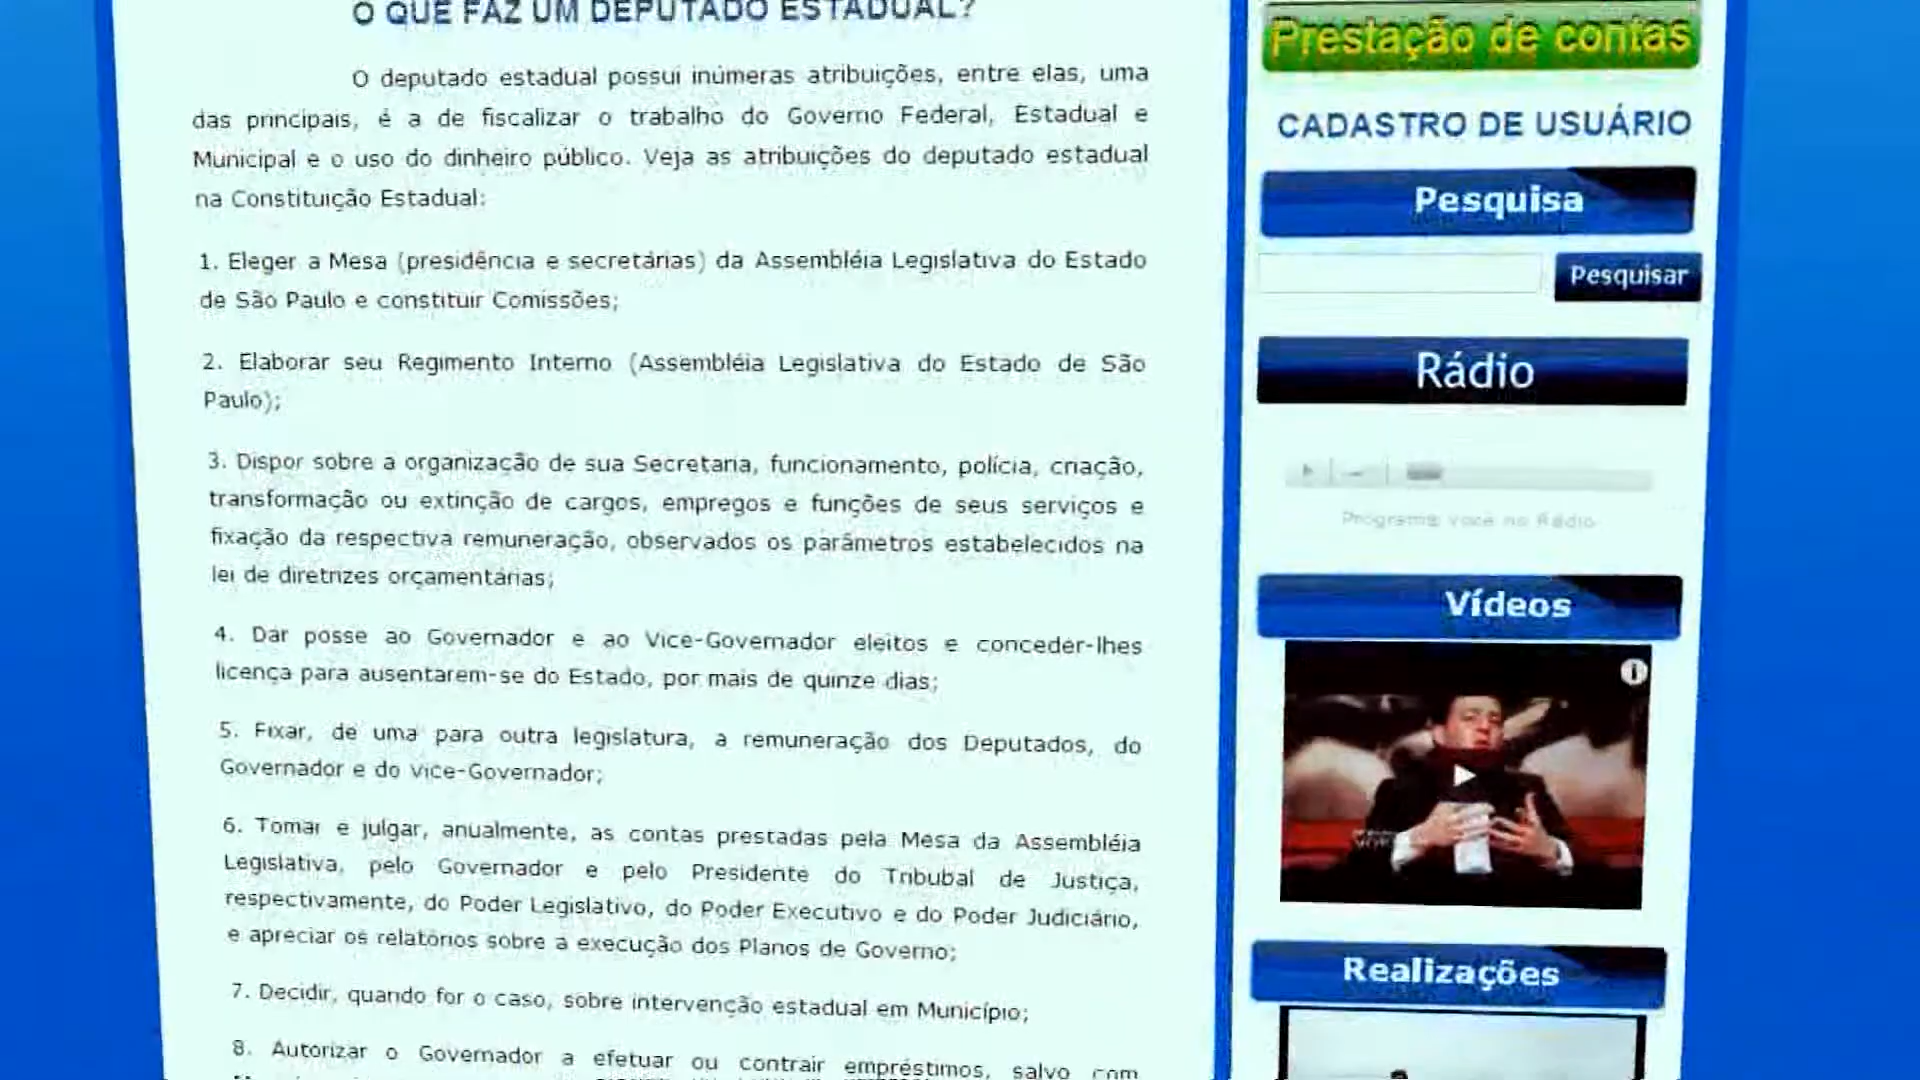 O QUE FAZ UM DEPUTADO ESTADUAL?
O deputado estadual possui inúmeras atribuições, entre elas, uma
das principais, é a de fiscalizar o trabalho do Governo Federal, Estadual e
Municipal e o uso do dinheiro público. Veja as atribuições do deputado estadual
na Constituição Estadual:
1. Eleger a Mesa (presidência e secretárias) da Assembléia Legislativa do Estado
de São Paulo e constituir Comissões;
2. Elaborar seu Regimento Interno (Assembléia Legislativa do Estado de São
Paulo);
3. Dispor sobre a organização de sua Secretaria, funcionamento, polícia, criação,
transformação ou extinção de cargos, empregos e funções de seus serviços e
fixação da respectiva remuneração, observados os parâmetros estabelecidos na
lei de diretrizes orçamentárias;
4. Dar posse ao Governador e ao Vice-Governador eleitos e conceder-lhes
licença para ausentarem-se do Estado, por mais de quinze dias;
5. Fixar, de uma para outra legislatura, a remuneração dos Deputados, do
Governador e do vice-Governador;
6. Tomar e julgar, anualmente, as contas prestadas pela Mesa da Assembléia
Legislativa, pelo Governador e pelo Presidente do Tribubal de Justiça,
respectivamente, do Poder Legislativo, do Poder Executivo e do Poder Judiciário,
e apreciar os relatórios sobre a execução dos Planos de Governo;
7. Decidir, quando for o caso, sobre intervenção estadual em Município;
8. Autorizar o Governador a efetuar ou contrair empréstimos, salvo com
Prestação de contas
CADASTRO DE USUÁRIO
Pesquisa
Pesquisar
Rádio
Programa você no Rádio
Vídeos
Realizações